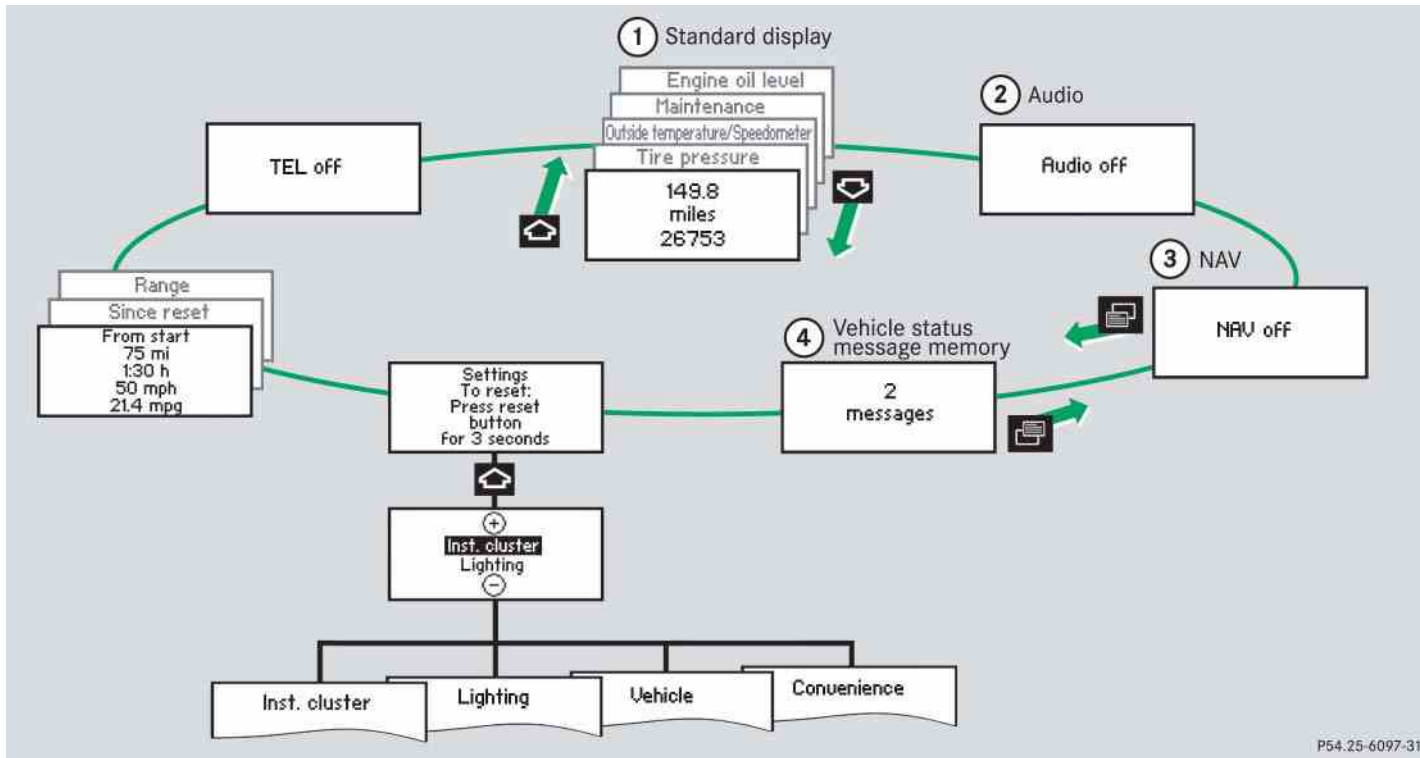 1 Standard display
Engine oil level
Maintenance
Outside temperature/Speedometer
Tire pressure
149.8
miles
26753
2 Audio
Audio off
3 NAV
NAV off
4 Vehicle status
message memory
2
messages
Settings
To reset:
Press reset
button
for 3 seconds
+
Inst. cluster
Lighting
−
Inst. cluster
Lighting
Vehicle
Convenience
Range
Since reset
From start
75 mi
1:30 h
50 mph
21.4 mpg
TEL off
P54.25-6097-31